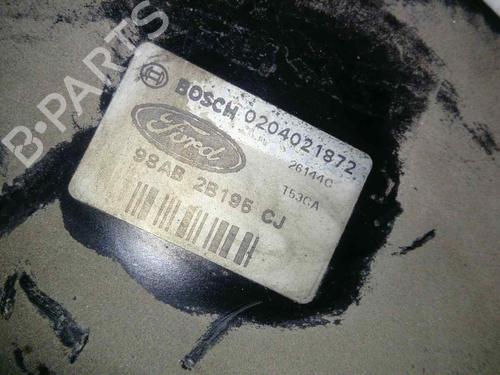 B-PARTS
BOSCH 0204021872
Ford
26144C
98AB 2B195 CJ
T53CA